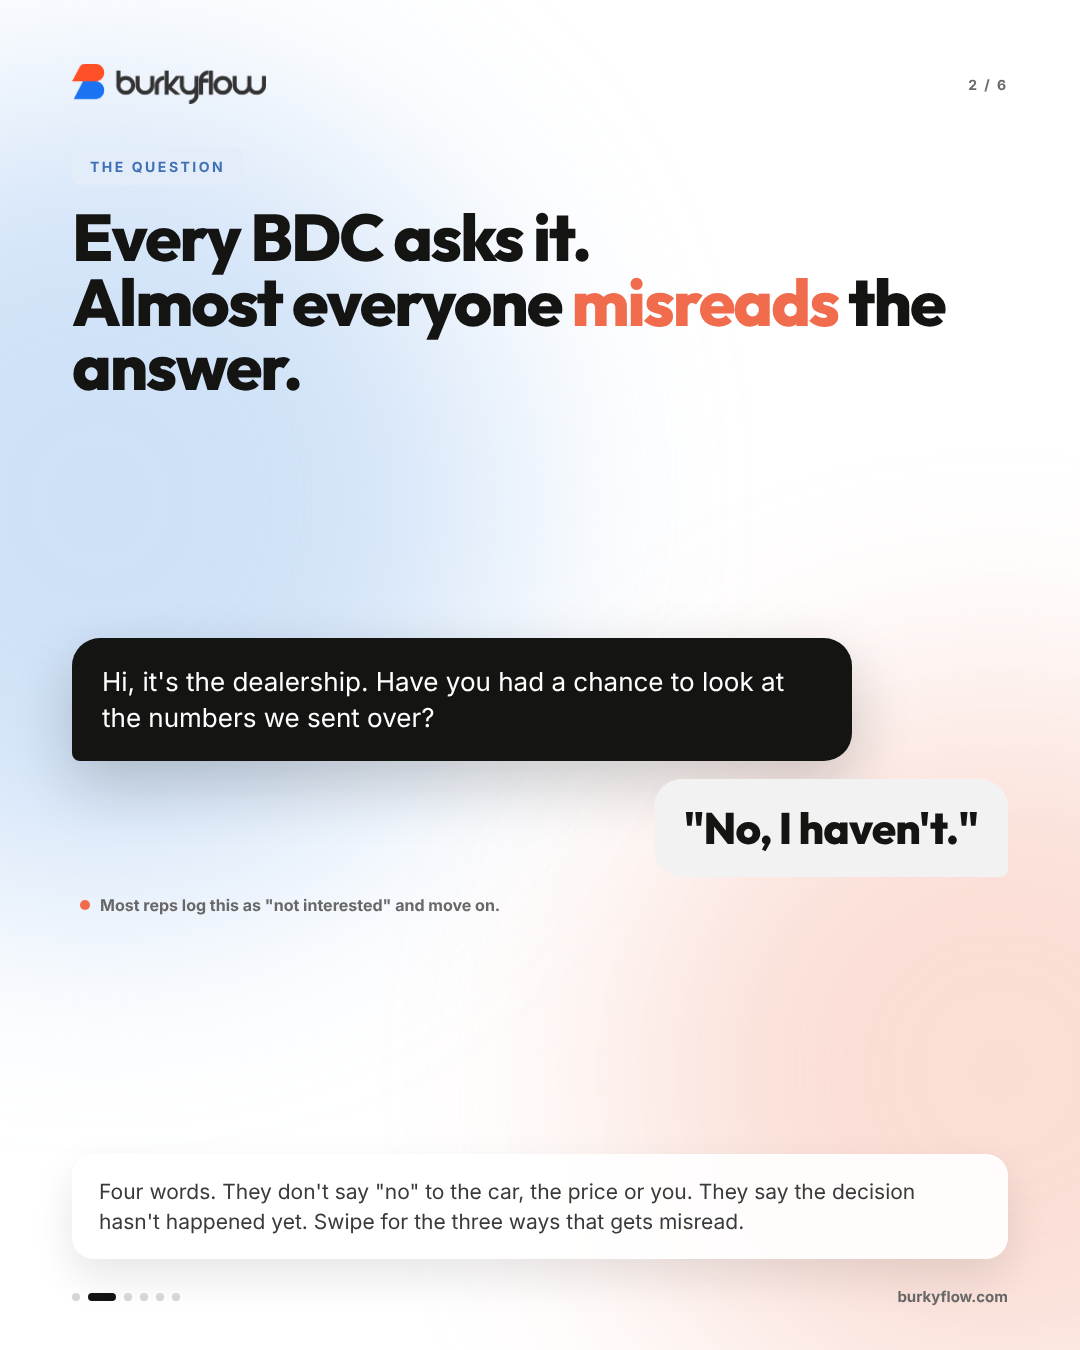 burkyflow
2 / 6
THE QUESTION
Every BDC asks it.
Almost everyone misreads the
answer.
Hi, it's the dealership. Have you had a chance to look at
the numbers we sent over?
"No, I haven't."
Most reps log this as "not interested" and move on.
Four words. They don't say "no" to the car, the price or you. They say the decision
hasn't happened yet. Swipe for the three ways that gets misread.
burkyflow.com